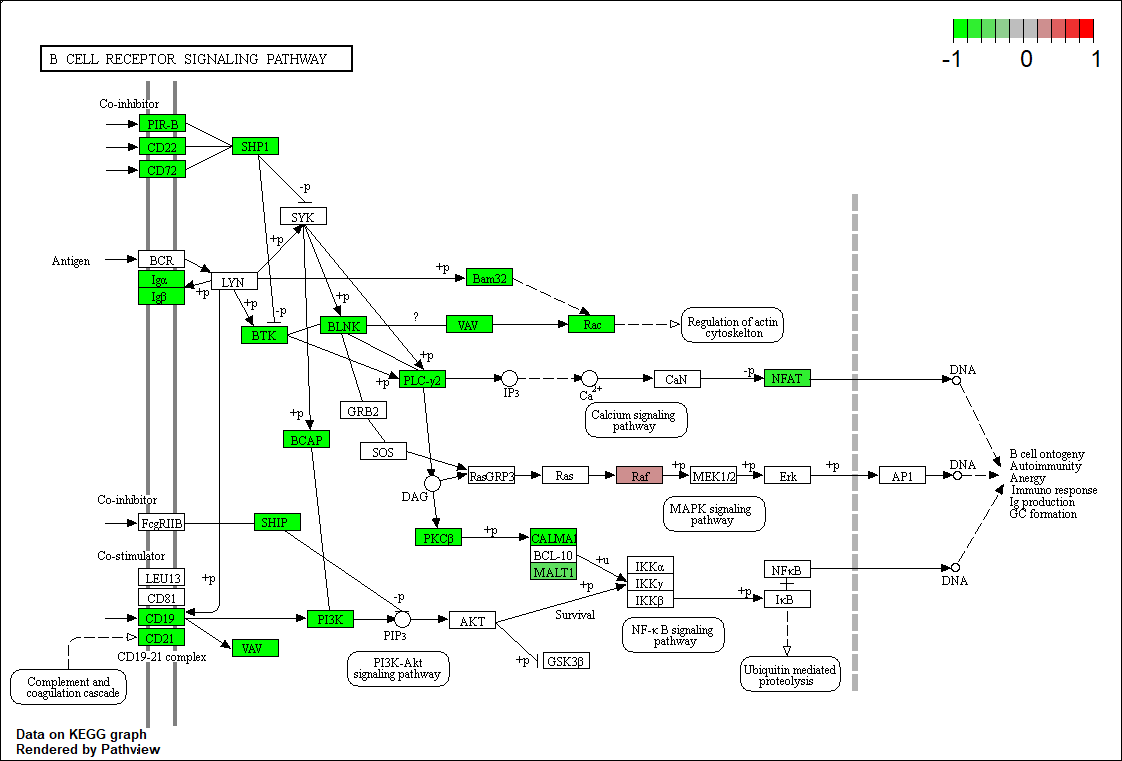 B CELL RECEPTOR SIGNALING PATHWAY
-1 0 1
Co-inhibitor
PIR-B
CD22
SHP1
CD72
-p
SYK
+p
Antigen
BCR
LYN
+p
Bam32
Igα
Igβ
+p
+p
-p
+p
BTK
BLNK
?
VAV
Rac
Regulation of actin
cytoskelton
+p
+p
PLC-γ2
IP3
Ca2+
CaN
-p
NFAT
DNA
GRB2
Calcium signaling
pathway
+p
BCAP
SOS
DAG
RasGRP3
Ras
Raf
+p
MEK1/2
+p
Erk
+p
AP1
DNA
B cell ontogeny
Autoimmunity
Anergy
Immuno response
Ig production
GC formation
MAPK signaling
pathway
Co-inhibitor
FcgRIIB
SHIP
PKCβ
+p
CALMA1
BCL-10
MALT1
+u
+p
IKKα
IKKγ
IKKβ
+p
NFκB
IκB
DNA
Co-stimulator
LEU13
+p
CD81
CD19
CD21
CD19-21 complex
VAV
PI3K
-p
PIP3
AKT
Survival
+p
GSK3β
PI3K-Akt
signaling pathway
NF-κ B signaling
pathway
Ubiquitin mediated
proteolysis
Complement and
coagulation cascade
Data on KEGG graph
Rendered by Pathview